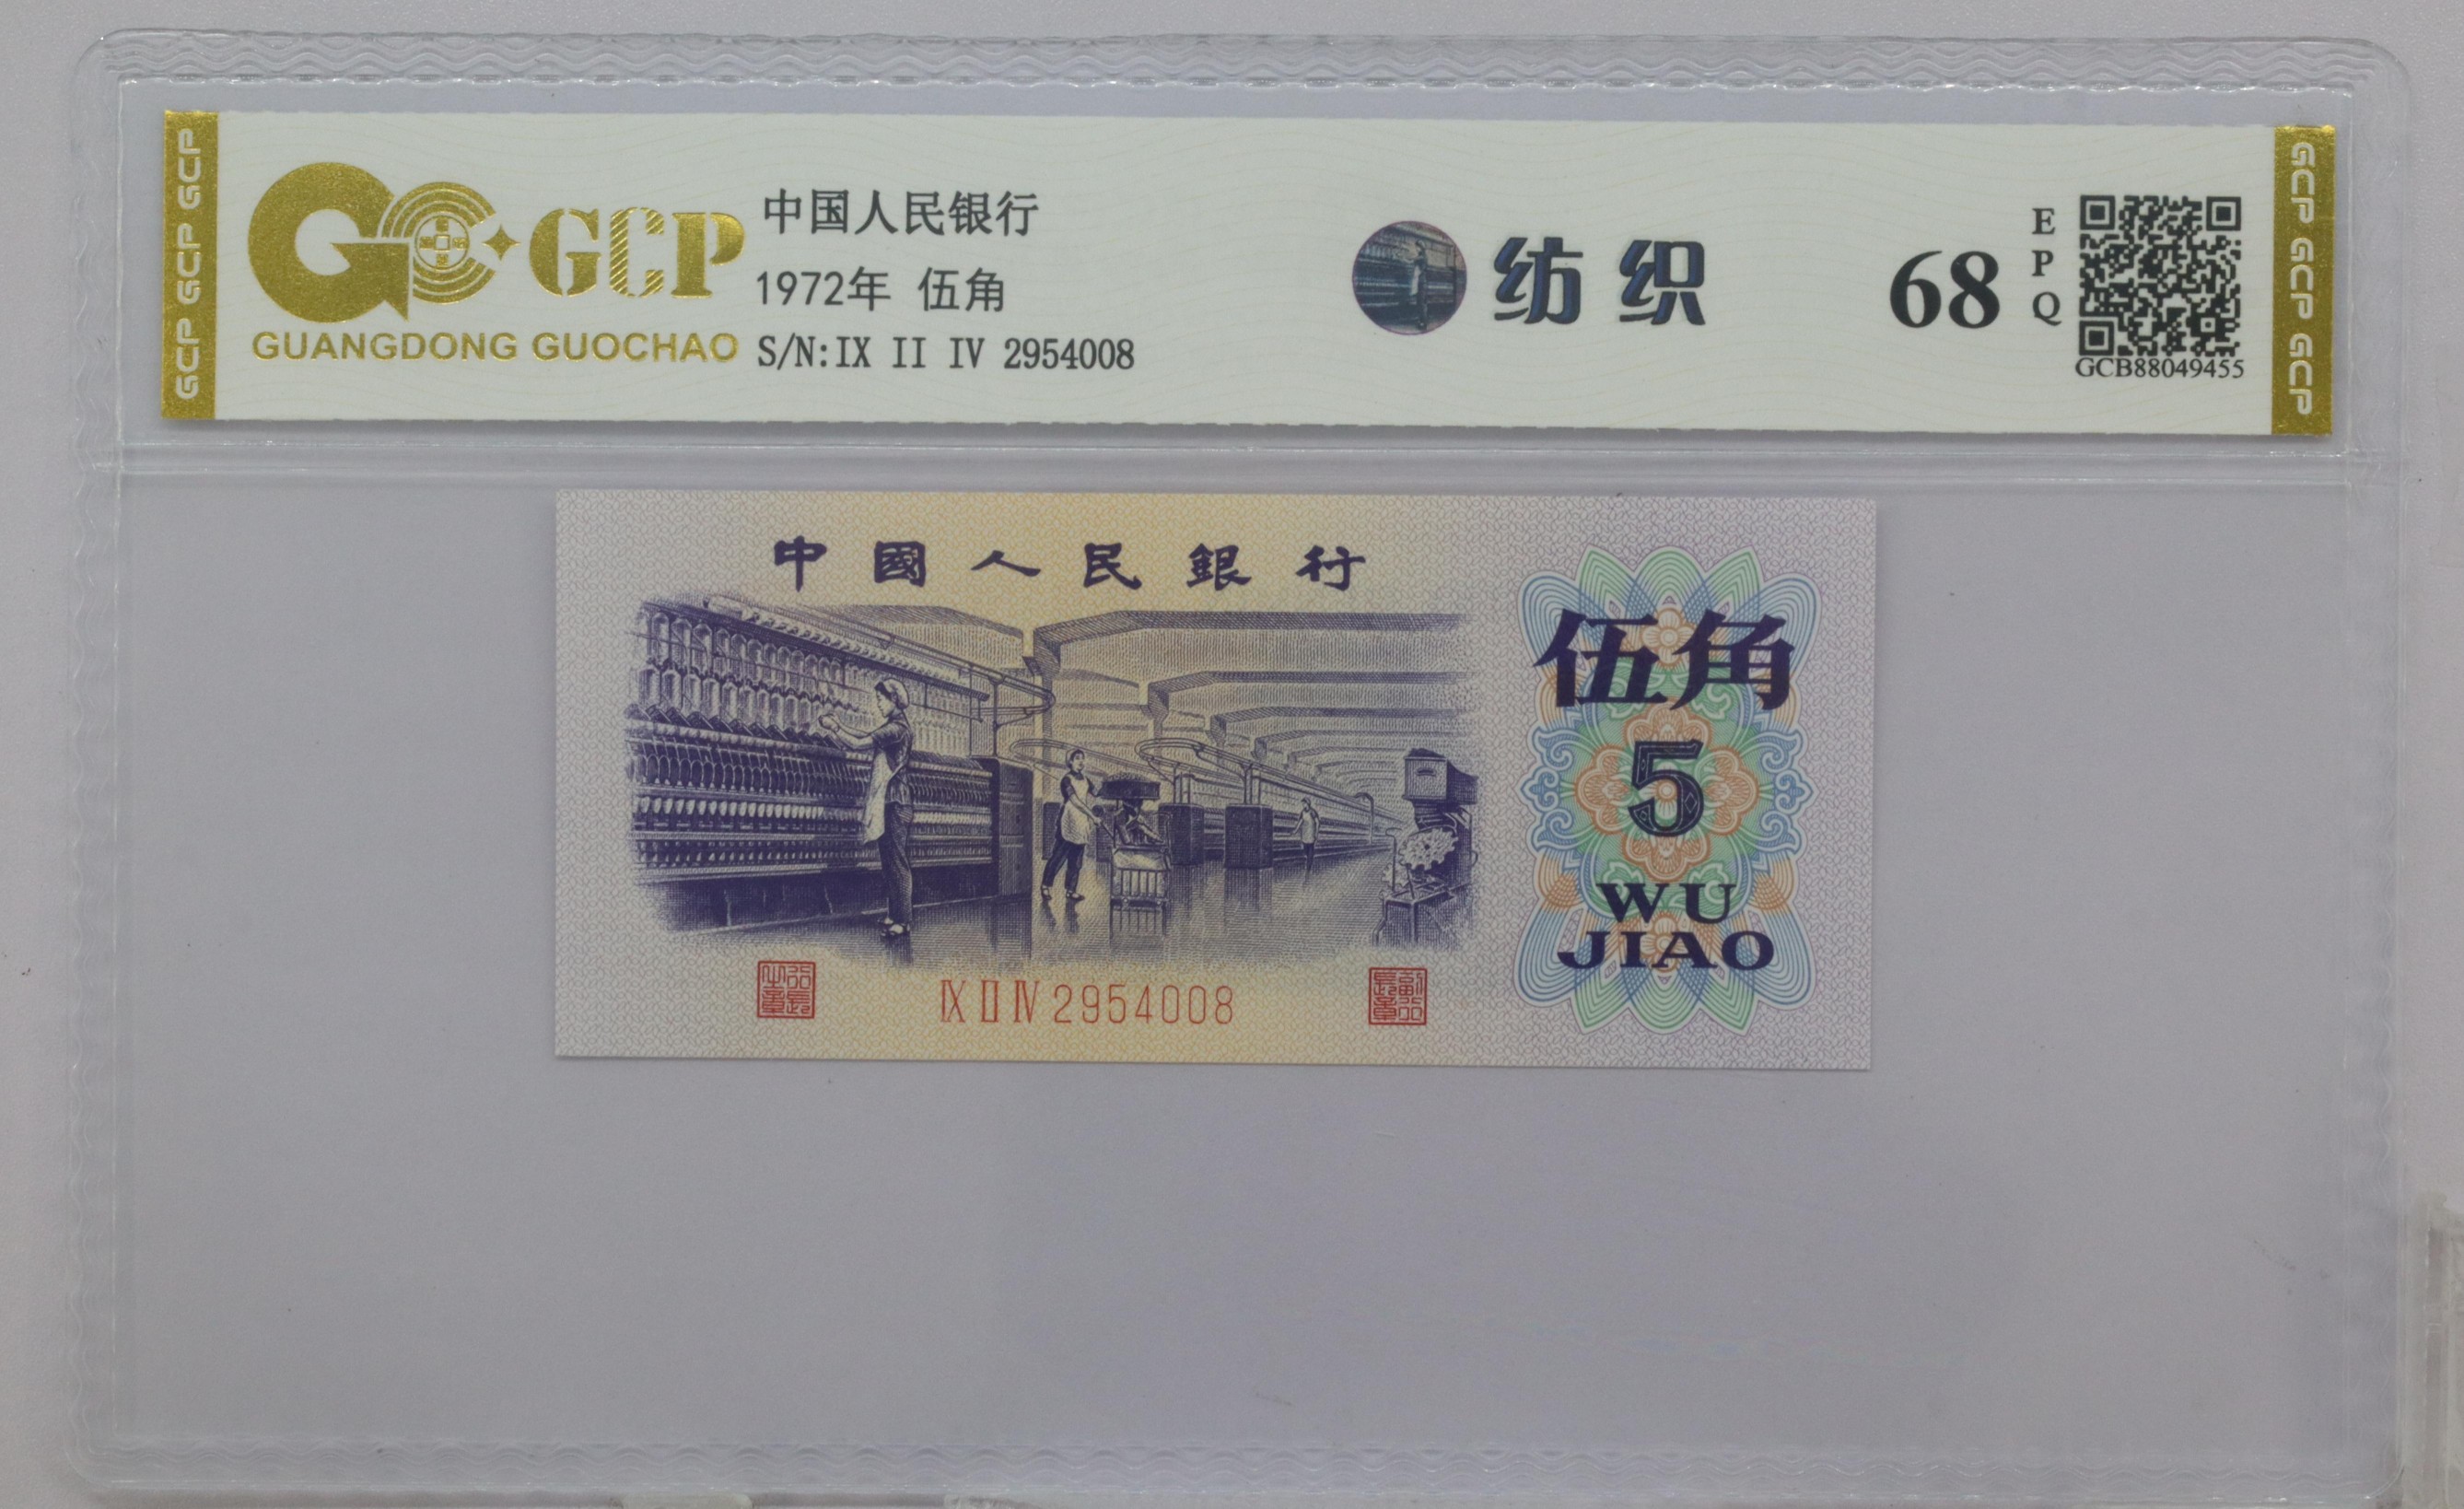 GCP GCP GCP
GCP
GUANGDONG GUOCHAO
中国人民银行
1972年 伍角
S/N:IX II IV 2954008
纺织
68
EPQ
GCB88049455
GCP GCP GCP
中國人民銀行
伍角
5
WU
JIAO
IX II IV 2954008